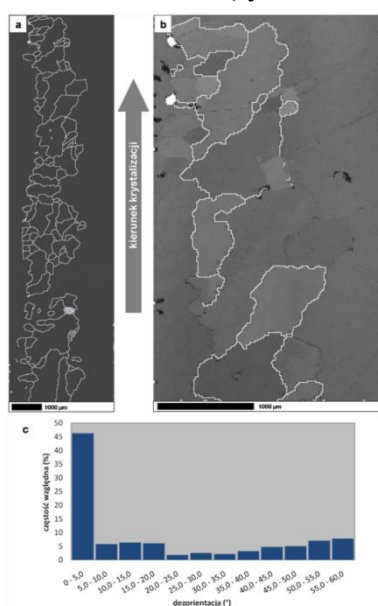 a
b
kierunek krystalizacji
1000 µm
1000 µm
c
częstość względna (%)
50
45
40
35
30
25
20
15
10
5
0
0 - 5,0
5,0 - 10,0
10,0 - 15,0
15,0 - 20,0
20,0 - 25,0
25,0 - 30,0
30,0 - 35,0
35,0 - 40,0
40,0 - 45,0
45,0 - 50,0
50,0 - 55,0
55,0 - 60,0
dezorientacja (°)